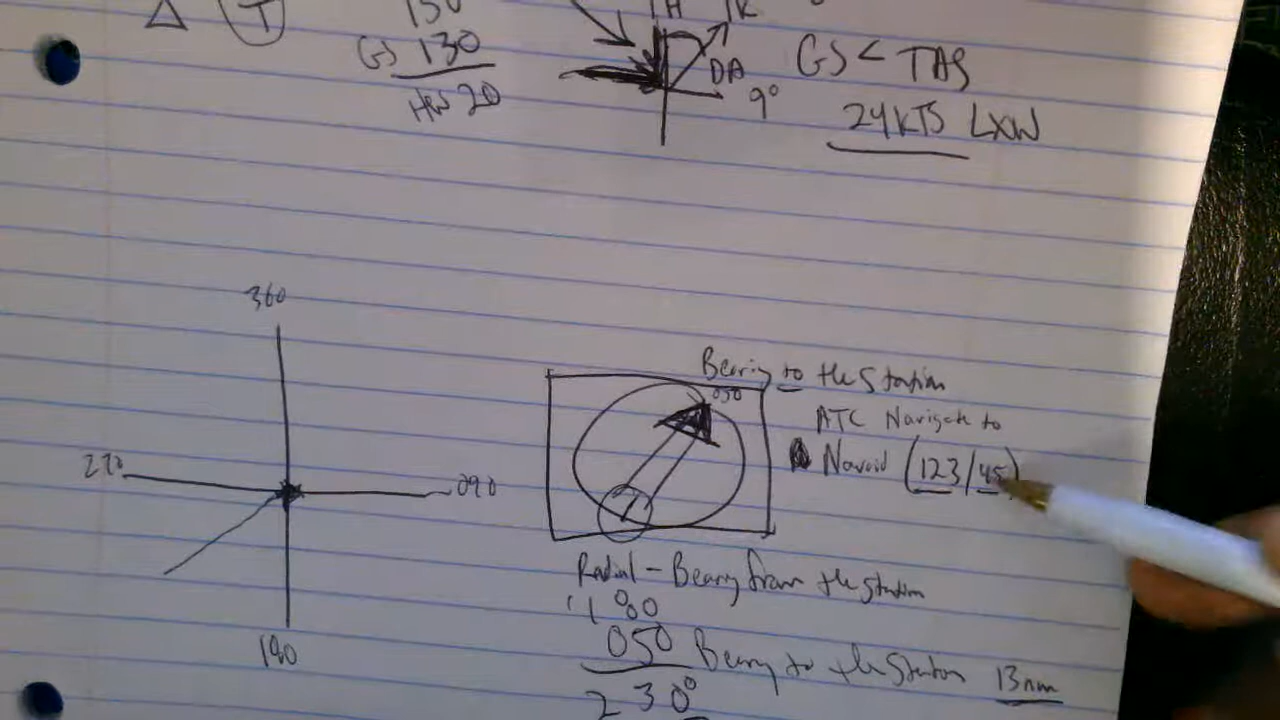 T
150
TH TK
GS 130
HW 20
DA
9°
GS < TAS
24KTS LXW
360
270
090
180
Bearing to the Station
050
ATC Navigate to
Navaid (123/45)
Radial - Bearing from the Station
180
050 Bearing to the Station 13nm
230°